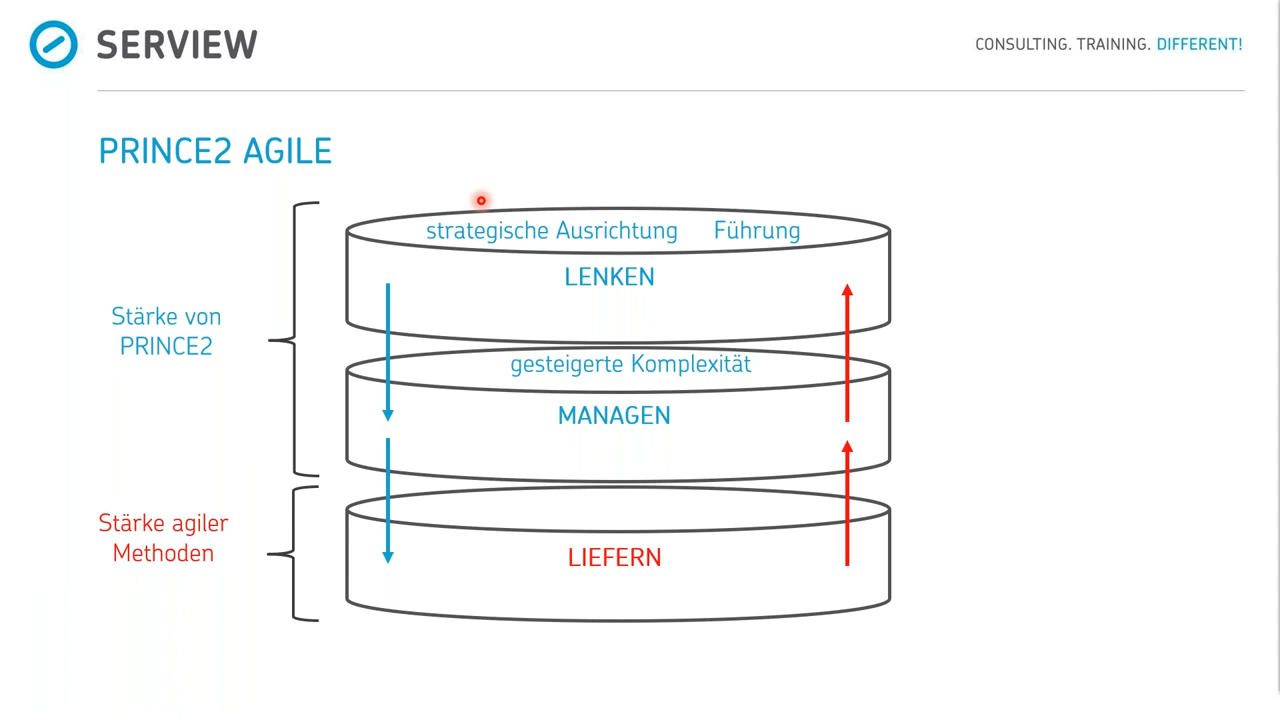 SERVIEW
CONSULTING. TRAINING. DIFFERENT!
PRINCE2 AGILE
strategische Ausrichtung Führung
LENKEN
Stärke von
PRINCE2
gesteigerte Komplexität
MANAGEN
Stärke agiler
Methoden
LIEFERN